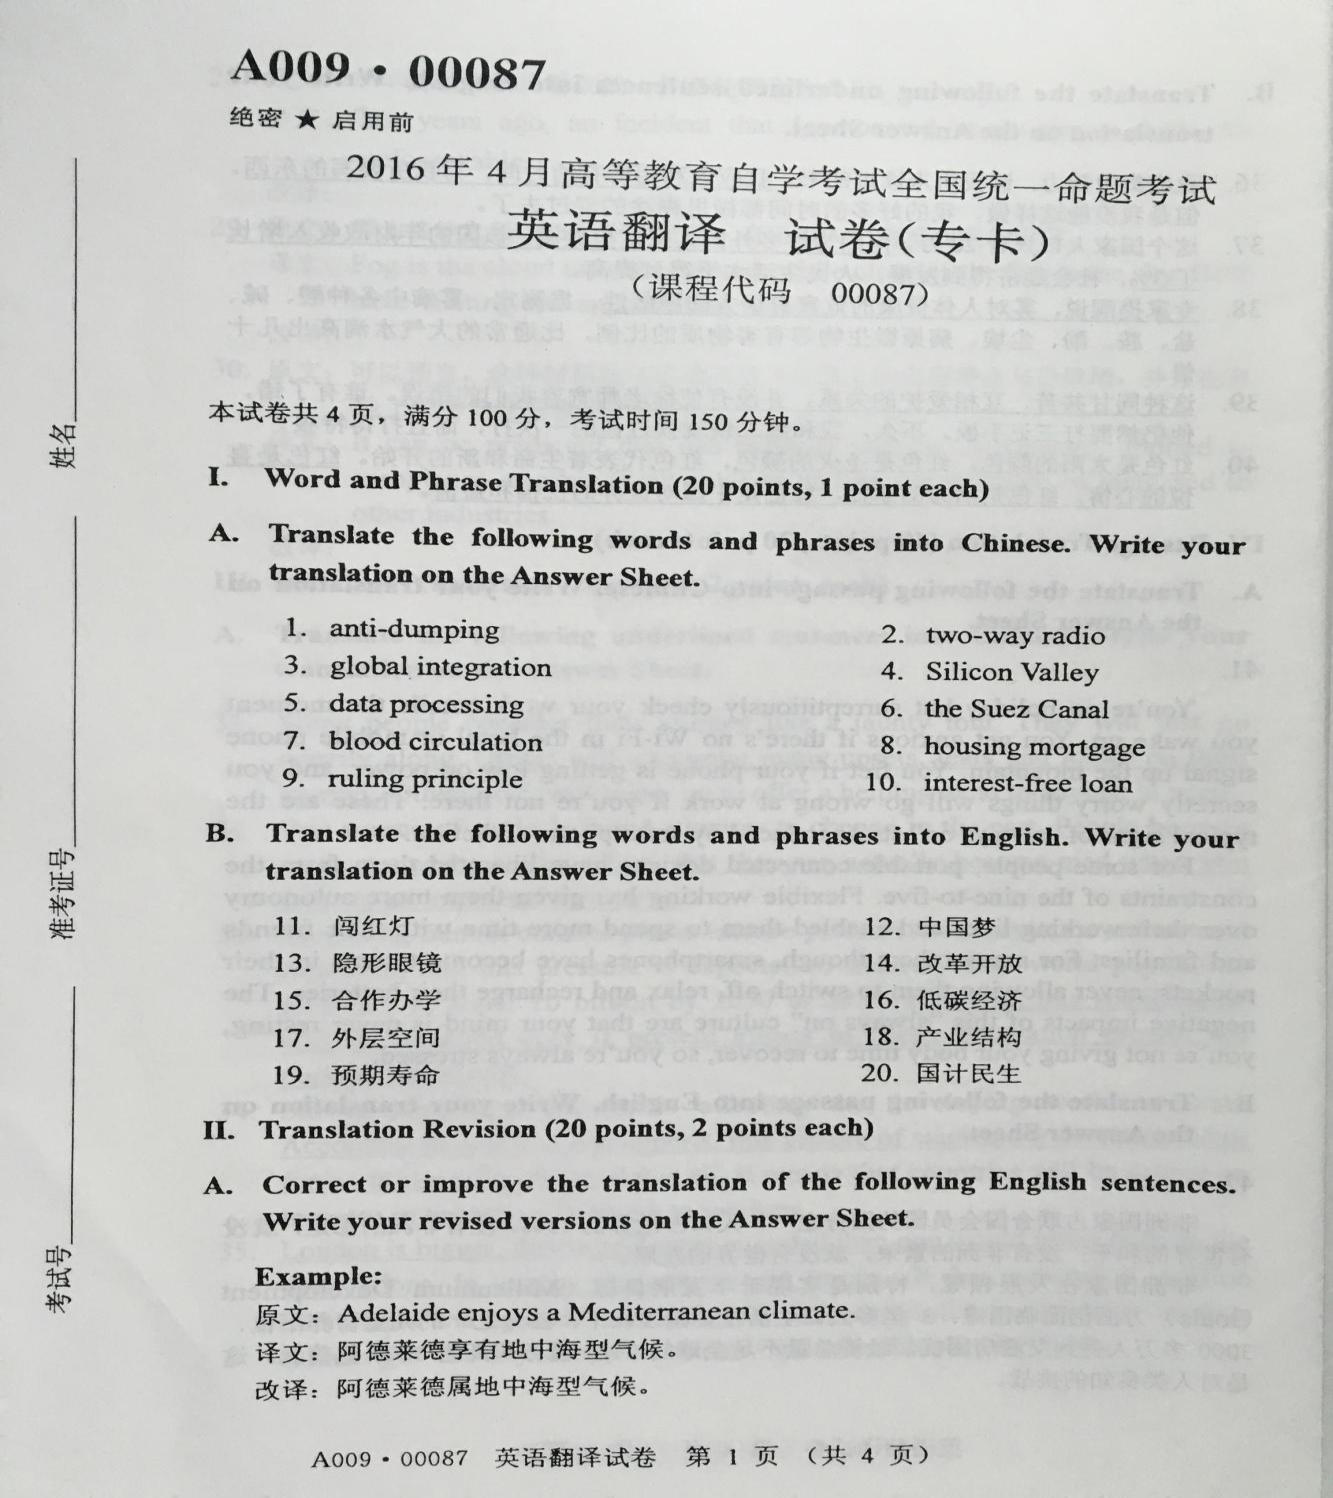 A009·00087
绝密★启用前
2016年4月高等教育自学考试全国统一命题考试
英语翻译 试卷(专卡)
(课程代码 00087)
本试卷共4页，满分100分，考试时间150分钟。
I. Word and Phrase Translation (20 points, 1 point each)
A. Translate the following words and phrases into Chinese. Write your
translation on the Answer Sheet.
1. anti-dumping 2. two-way radio
3. global integration 4. Silicon Valley
5. data processing 6. the Suez Canal
7. blood circulation 8. housing mortgage
9. ruling principle 10. interest-free loan
B. Translate the following words and phrases into English. Write your
translation on the Answer Sheet.
11. 闯红灯 12. 中国梦
13. 隐形眼镜 14. 改革开放
15. 合作办学 16. 低碳经济
17. 外层空间 18. 产业结构
19. 预期寿命 20. 国计民生
II. Translation Revision (20 points, 2 points each)
A. Correct or improve the translation of the following English sentences.
Write your revised versions on the Answer Sheet.
Example:
原文：Adelaide enjoys a Mediterranean climate.
译文：阿德莱德享有地中海型气候。
改译：阿德莱德属地中海型气候。
A009·00087 英语翻译试卷 第 1 页 （共 4 页）
姓名
准考证号
考试号